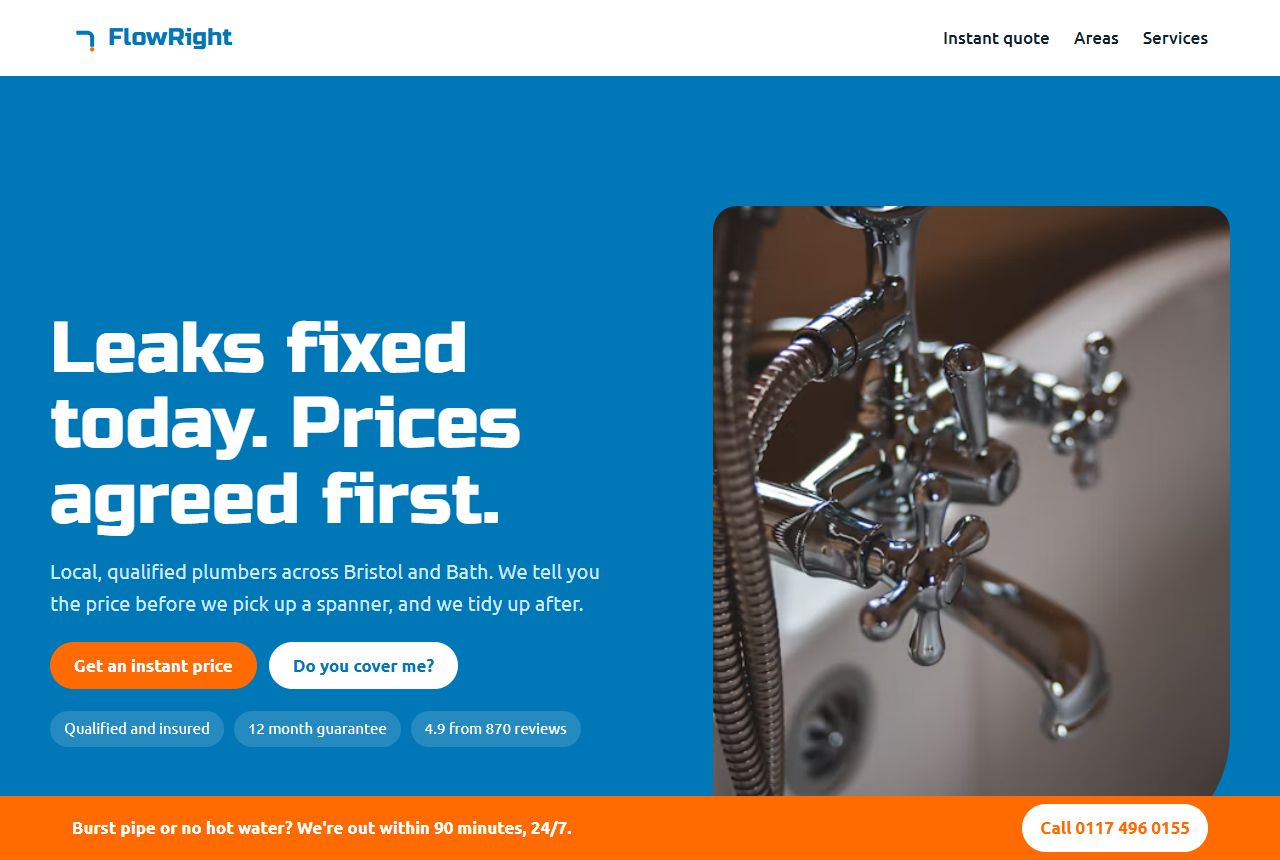 FlowRight
Instant quote
Areas
Services
Leaks fixed
today. Prices
agreed first.
Local, qualified plumbers across Bristol and Bath. We tell you
the price before we pick up a spanner, and we tidy up after.
Get an instant price
Do you cover me?
Qualified and insured
12 month guarantee
4.9 from 870 reviews
Burst pipe or no hot water? We're out within 90 minutes, 24/7.
Call 0117 496 0155